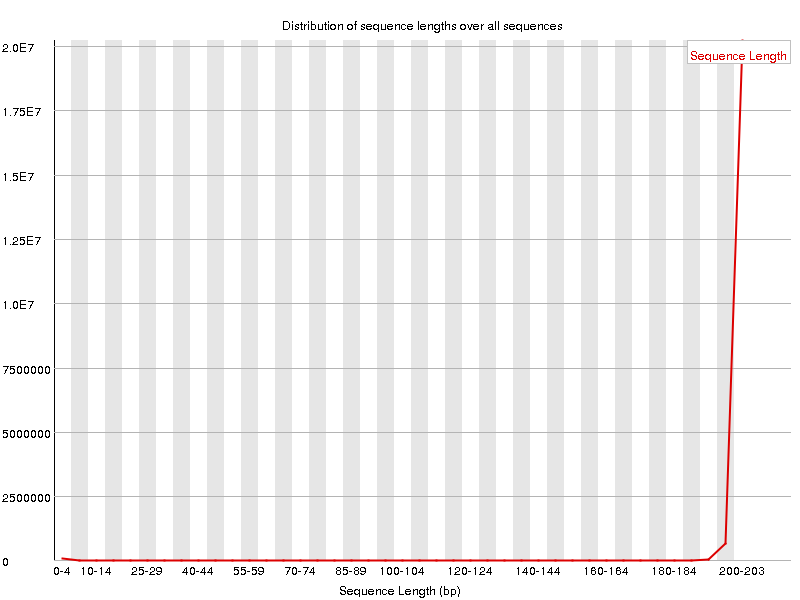 Distribution of sequence lengths over all sequences
2.0E7
Sequence Length
1.75E7
1.5E7
1.25E7
1.0E7
7500000
5000000
2500000
0
0-4 10-14 25-29 40-44 55-59 70-74 85-89 100-104 120-124 140-144 160-164 180-184 200-203
Sequence Length (bp)